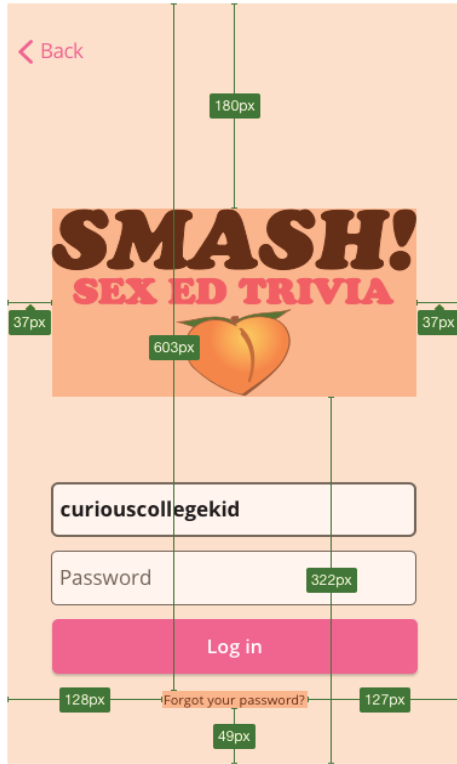 Back
180px
SMASH!
SEX ED TRIVIA
37px
37px
603px
curiouscollegekid
Password
322px
Log in
128px
Forgot your password?
127px
49px